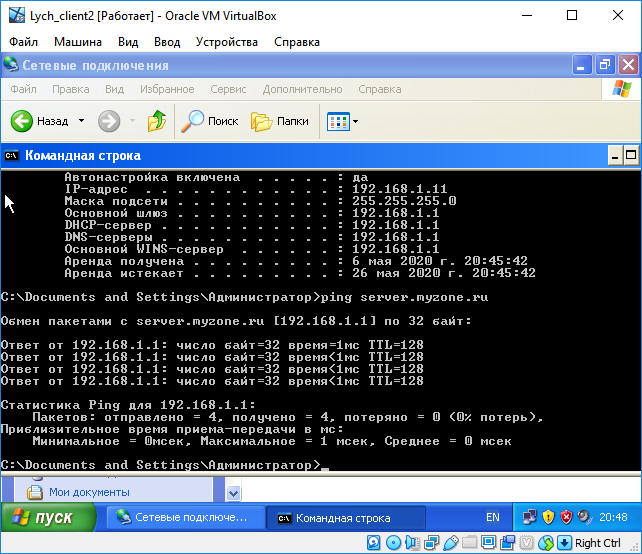 Lych_client2 [Работает] - Oracle VM VirtualBox
Файл Машина Вид Ввод Устройства Справка
Сетевые подключения
Файл Правка Вид Избранное Сервис Дополнительно Справка
Назад Поиск Папки
C:\ Командная строка
Автонастройка включена . . . . . : да
IP-адрес . . . . . . . . . . . . : 192.168.1.11
Маска подсети . . . . . . . . . . : 255.255.255.0
Основной шлюз . . . . . . . . . . : 192.168.1.1
DHCP-сервер . . . . . . . . . . . : 192.168.1.1
DNS-серверы . . . . . . . . . . . : 192.168.1.1
Основной WINS-сервер . . . . . . : 192.168.1.1
Аренда получена . . . . . . . . . : 6 мая 2020 г. 20:45:42
Аренда истекает . . . . . . . . . : 26 мая 2020 г. 20:45:42
C:\Documents and Settings\Администратор>ping server.myzone.ru
Обмен пакетами с server.myzone.ru [192.168.1.1] по 32 байт:
Ответ от 192.168.1.1: число байт=32 время=1мс TTL=128
Ответ от 192.168.1.1: число байт=32 время<1мс TTL=128
Ответ от 192.168.1.1: число байт=32 время<1мс TTL=128
Ответ от 192.168.1.1: число байт=32 время<1мс TTL=128
Статистика Ping для 192.168.1.1:
Пакетов: отправлено = 4, получено = 4, потеряно = 0 (0% потерь),
Приблизительное время приема-передачи в мс:
Минимальное = 0мсек, Максимальное = 1 мсек, Среднее = 0 мсек
C:\Documents and Settings\Администратор>_
Мои документы
пуск Сетевые подключе... C:\ Командная строка EN 20:48
Right Ctrl